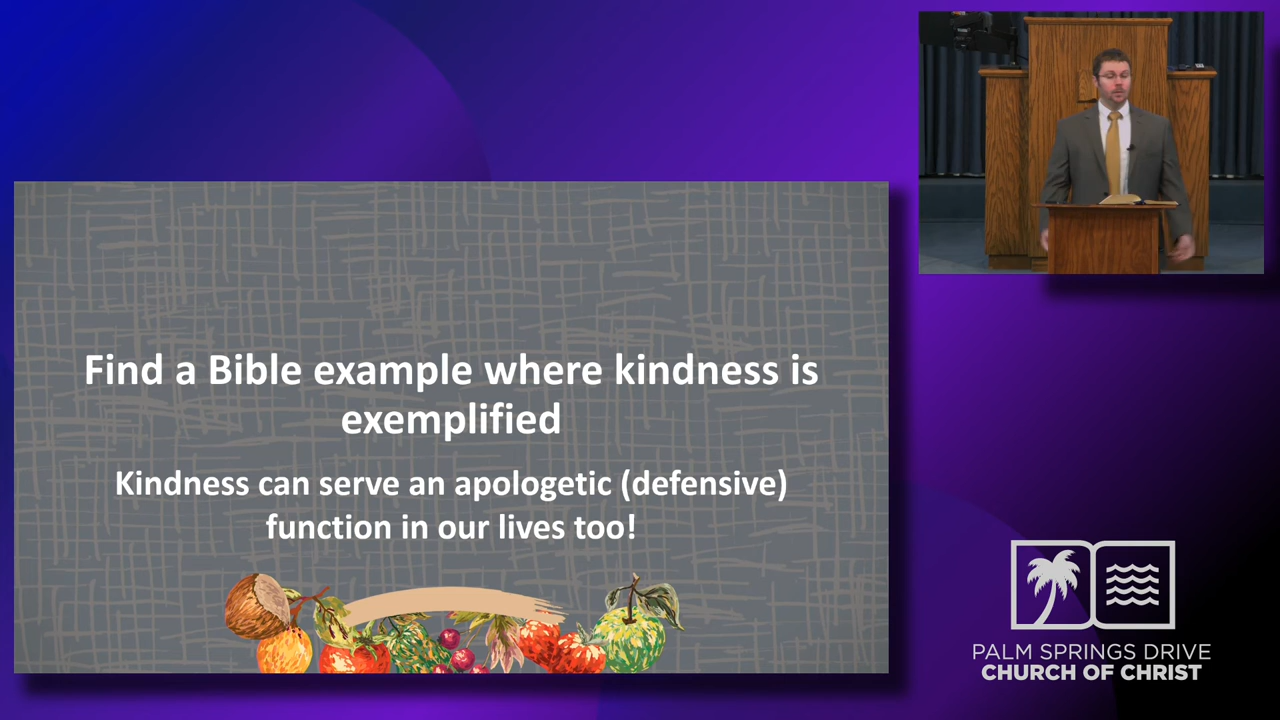 Find a Bible example where kindness is
exemplified
Kindness can serve an apologetic (defensive)
function in our lives too!
PALM SPRINGS DRIVE
CHURCH OF CHRIST